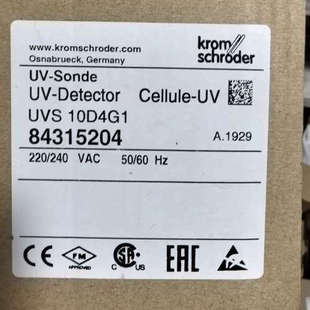 www.kromschroder.com
Osnabrueck, Germany
krom
schroder
UV-Sonde
UV-Detector Cellule-UV
UVS 10D4G1
84315204 A.1929
220/240 VAC 50/60 Hz
CE FM APPROVED C SA US EAC